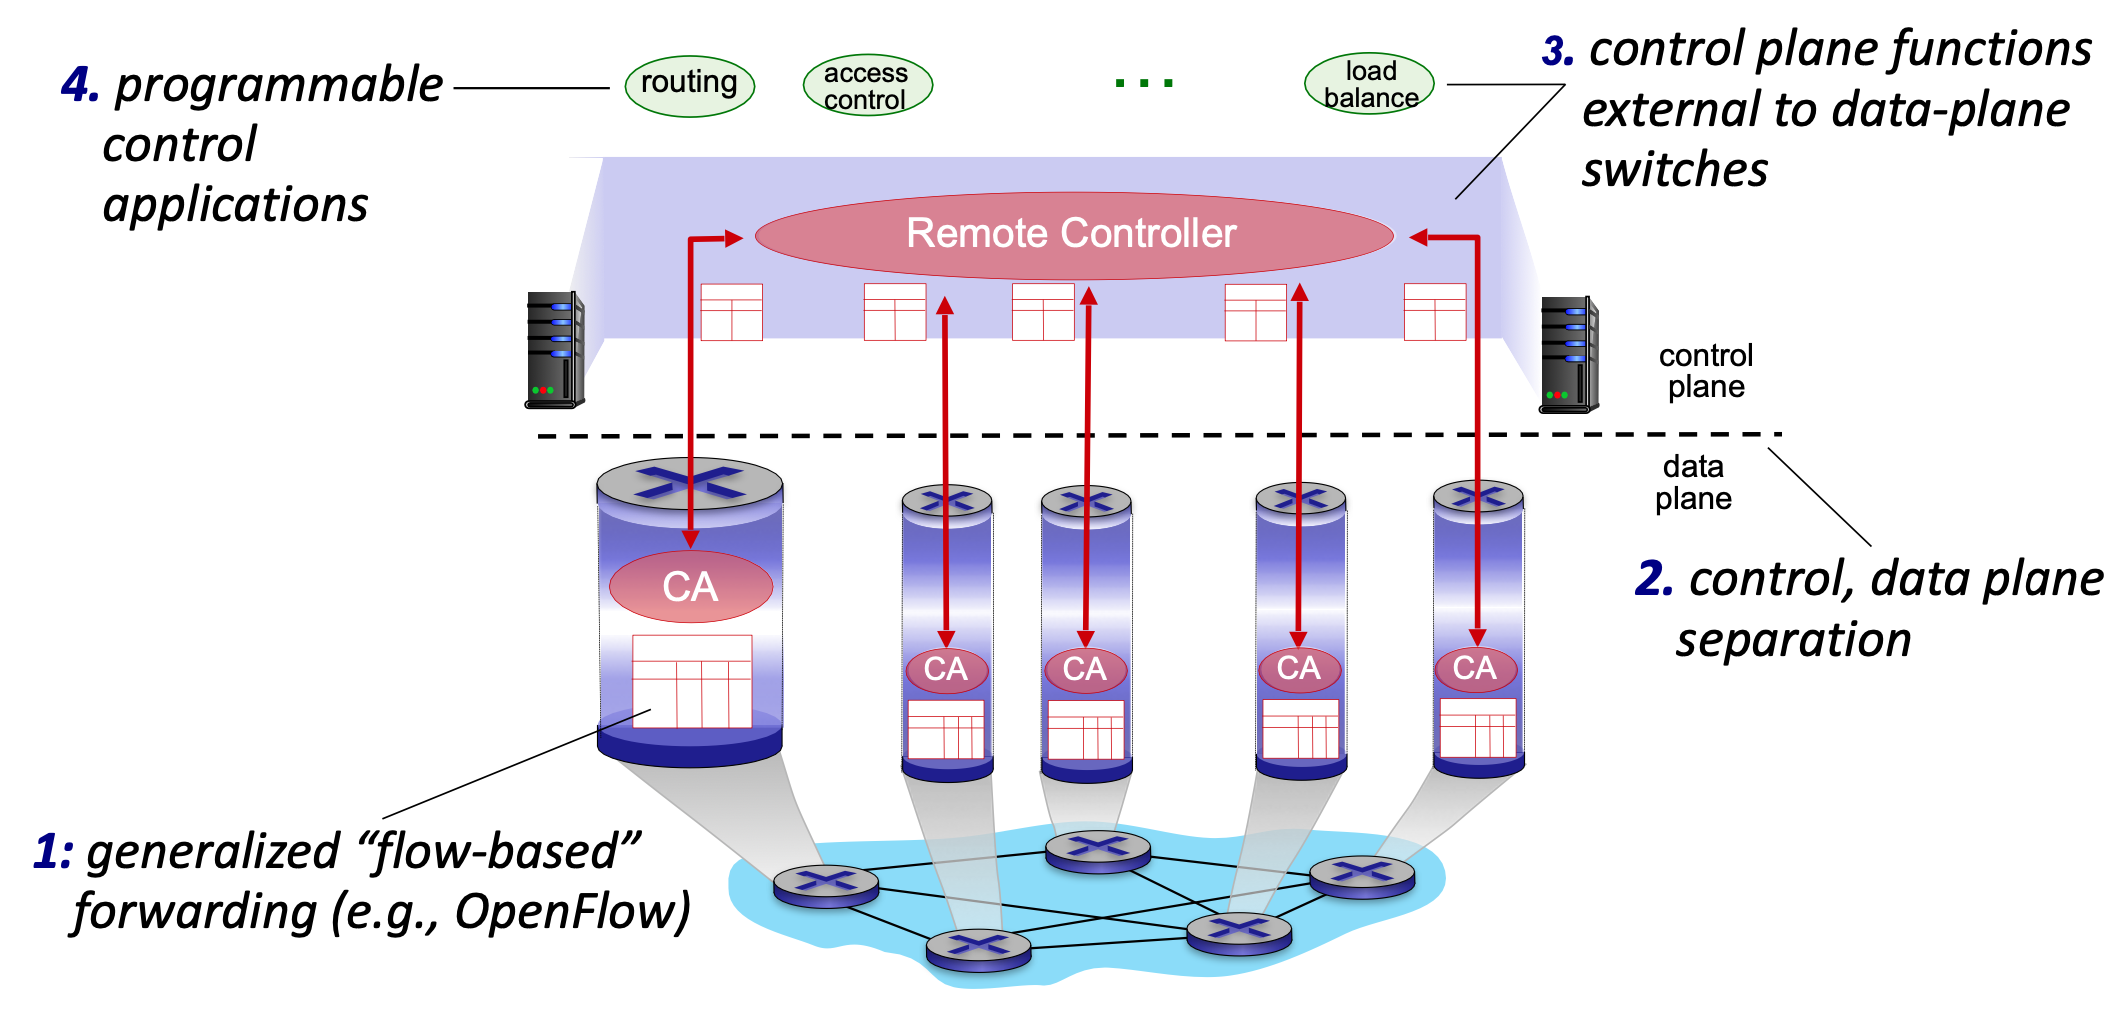 4. programmable
control
applications
routing
access
control
...
load
balance
3. control plane functions
external to data-plane
switches
Remote Controller
control
plane
data
plane
2. control, data plane
separation
CA
CA
CA
CA
CA
1: generalized “flow-based”
forwarding (e.g., OpenFlow)